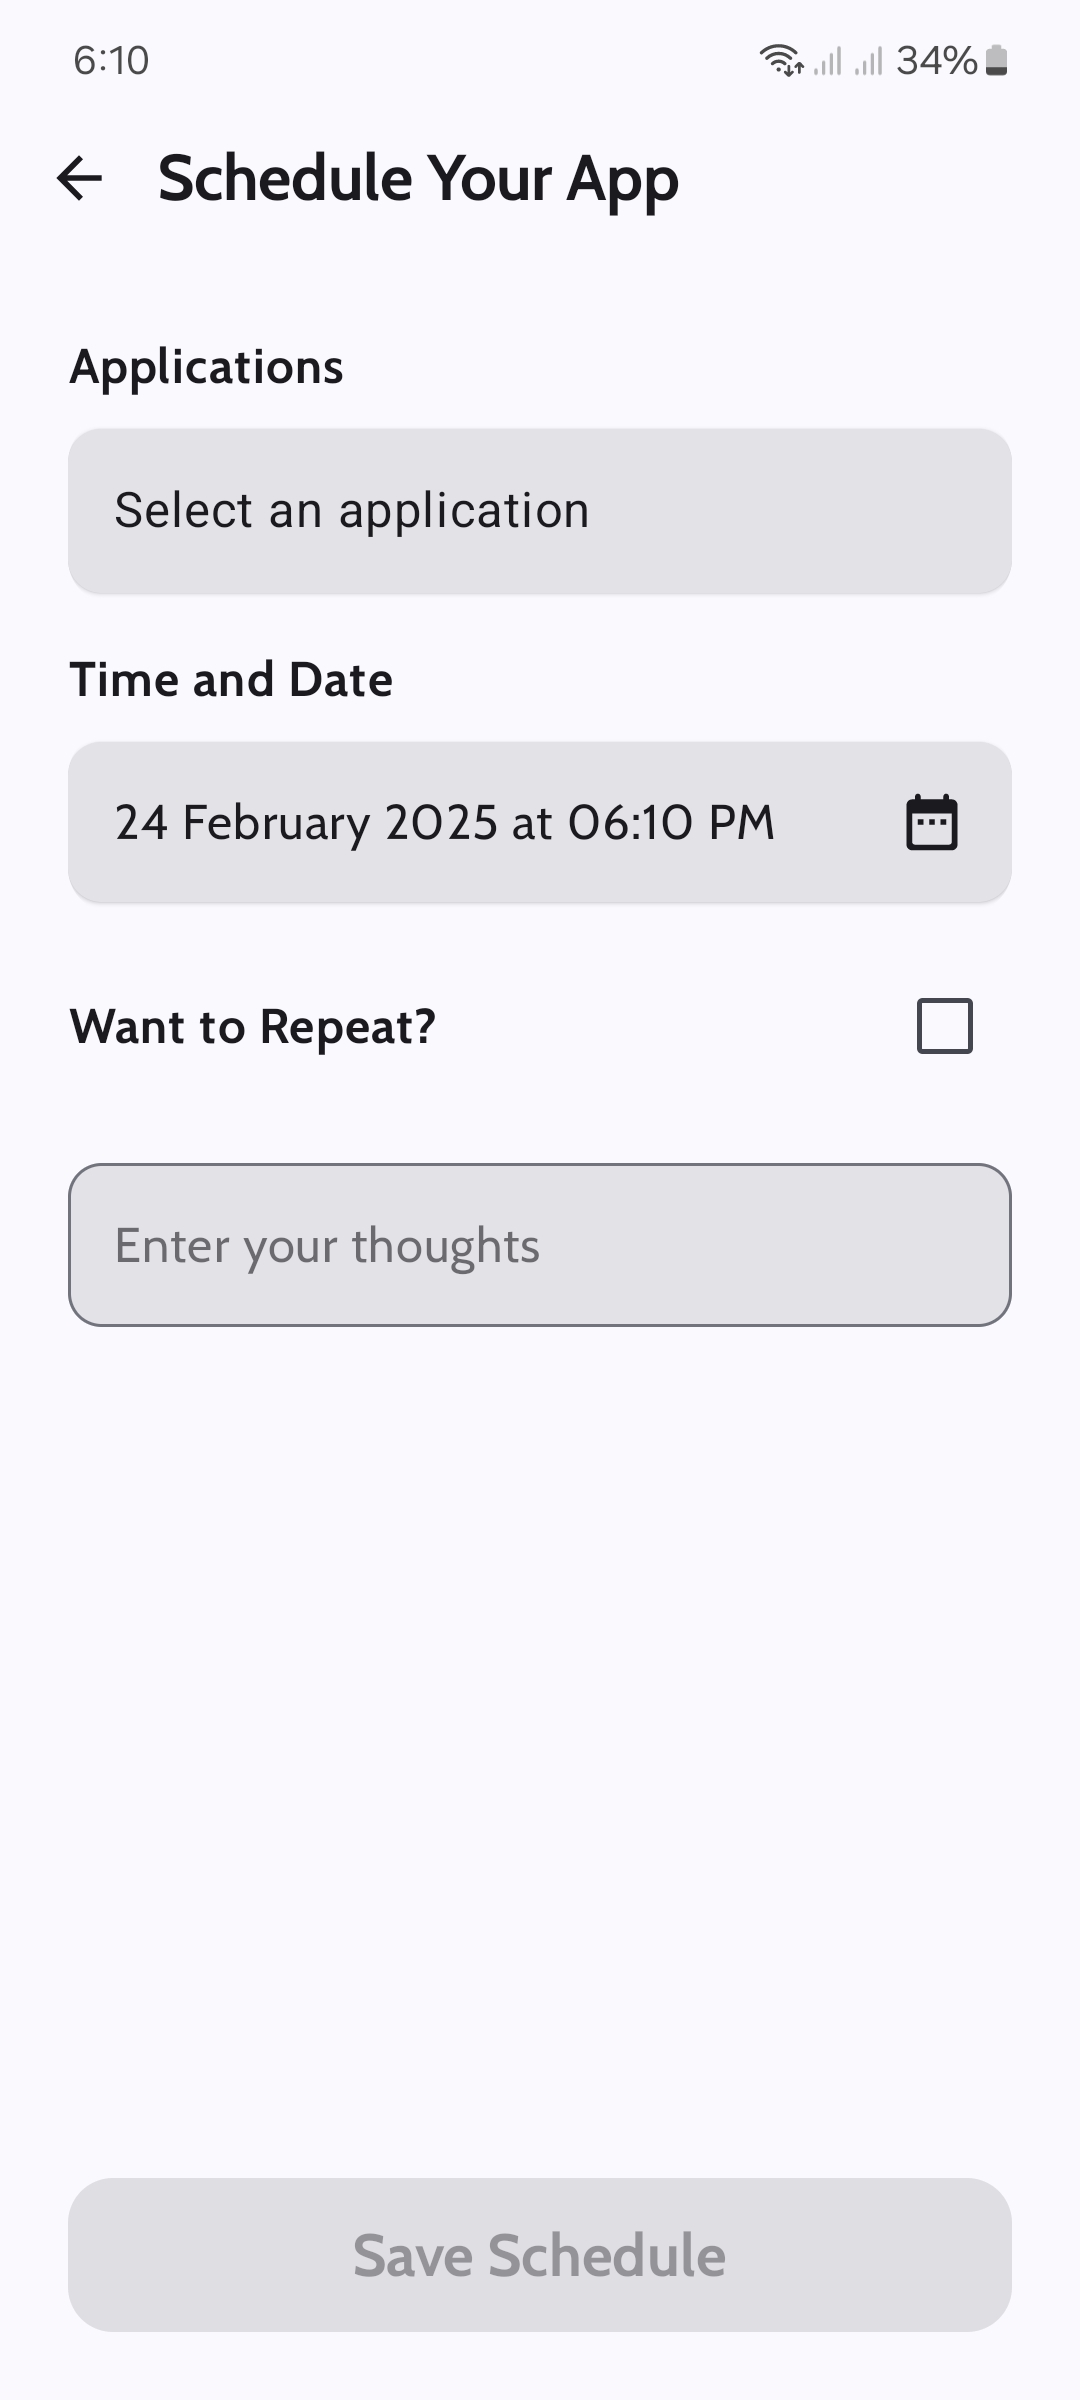 6:10
34%
Schedule Your App
Applications
Select an application
Time and Date
24 February 2025 at 06:10 PM
Want to Repeat?
Enter your thoughts
Save Schedule